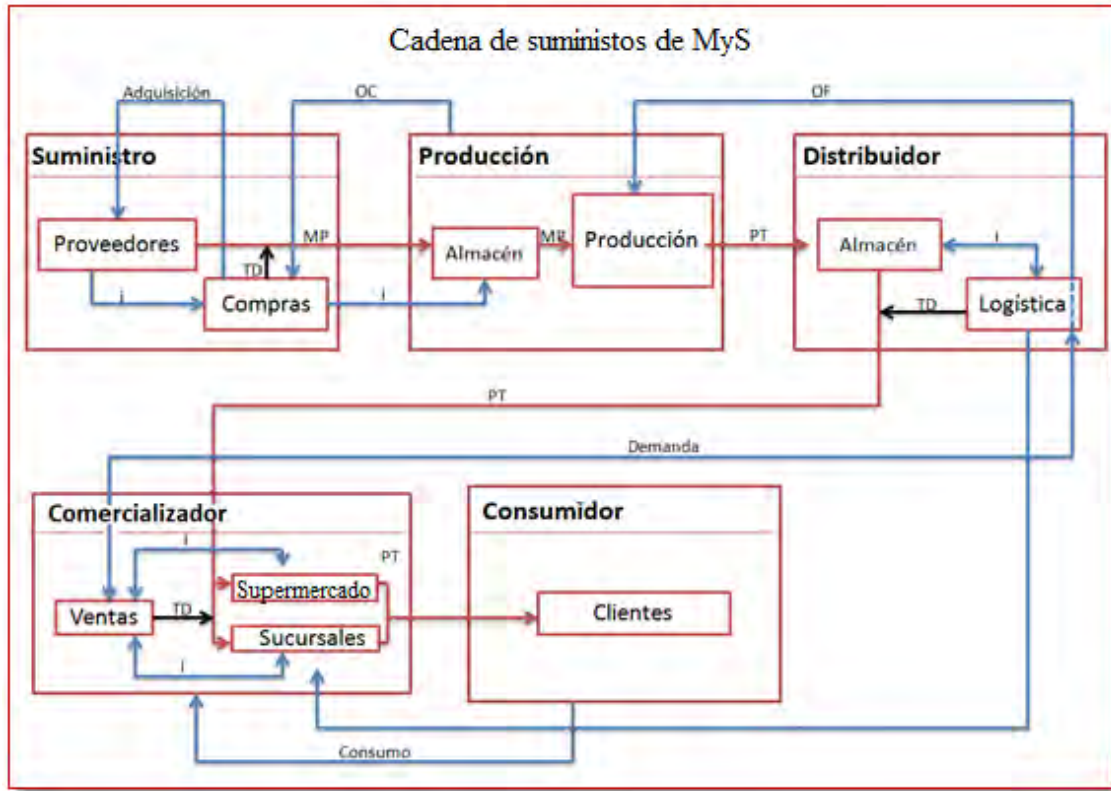 Cadena de suministos de MyS
Adquisición
OC
OF
Suministro
Producción
Distribuidor
Proveedores
MP
Almacén
MP
Producción
PT
Almacén
i
TD
i
Compras
i
TD
Logística
PT
Demanda
Comercializador
Consumidor
i
PT
Supermercado
Ventas
TD
Sucursales
Clientes
i
Consumo